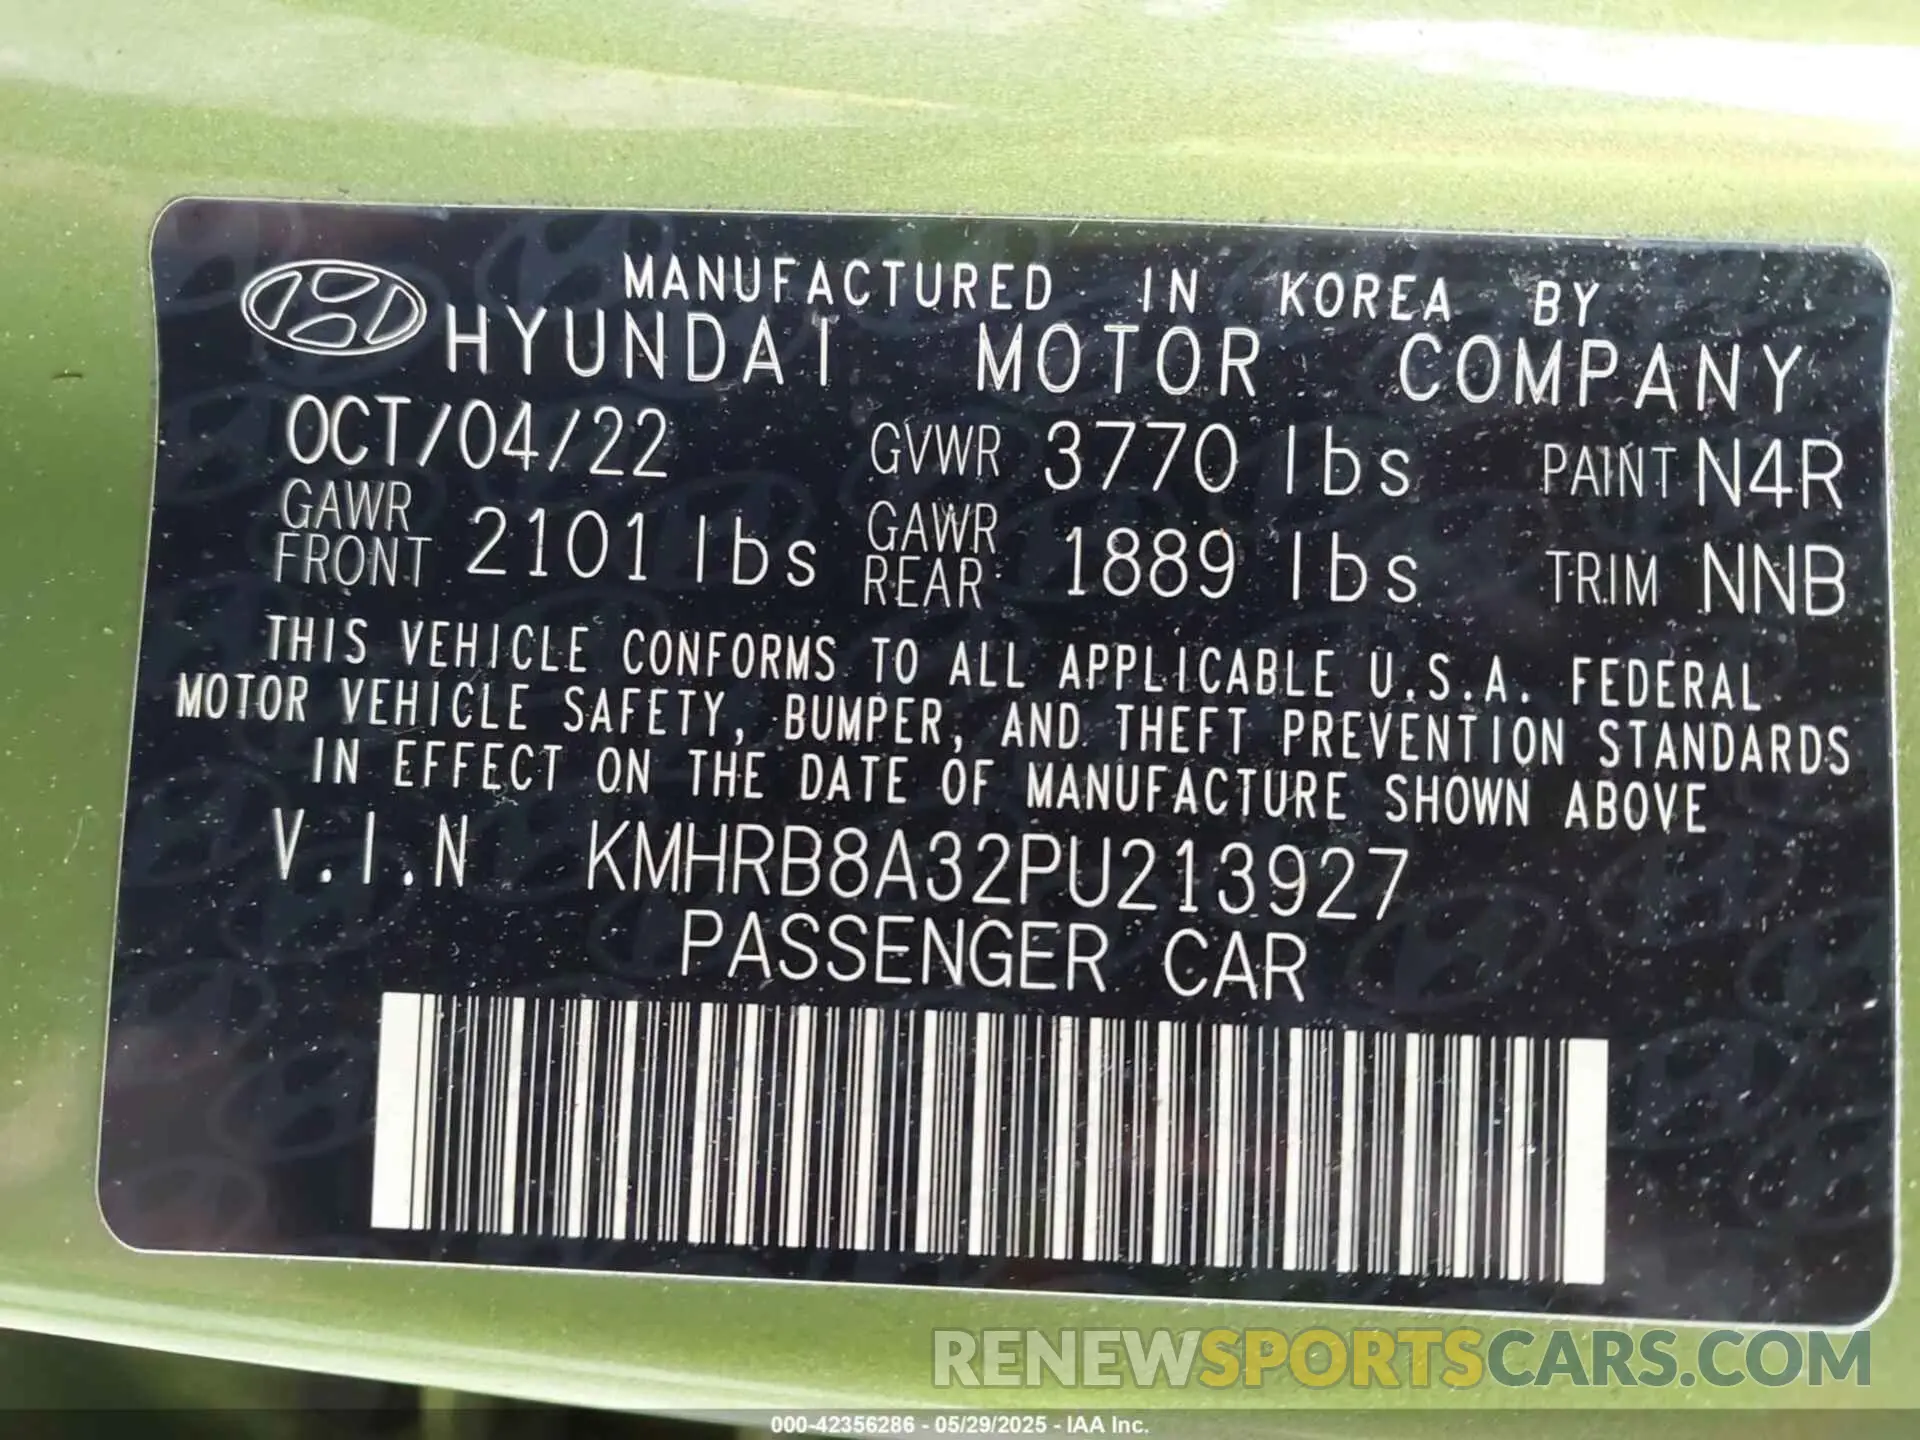 MANUFACTURED IN KOREA BY
HYUNDAI MOTOR COMPANY
OCT/04/22 GVWR 3770 lbs PAINT N4R
GAWR FRONT 2101 lbs GAWR REAR 1889 lbs TRIM NNB
THIS VEHICLE CONFORMS TO ALL APPLICABLE U.S.A. FEDERAL
MOTOR VEHICLE SAFETY, BUMPER, AND THEFT PREVENTION STANDARDS
IN EFFECT ON THE DATE OF MANUFACTURE SHOWN ABOVE
V.I.N KMHRB8A32PU213927
PASSENGER CAR
RENEWSPORTSCARS.COM
000-42356286 - 05/29/2025 - IAA Inc.